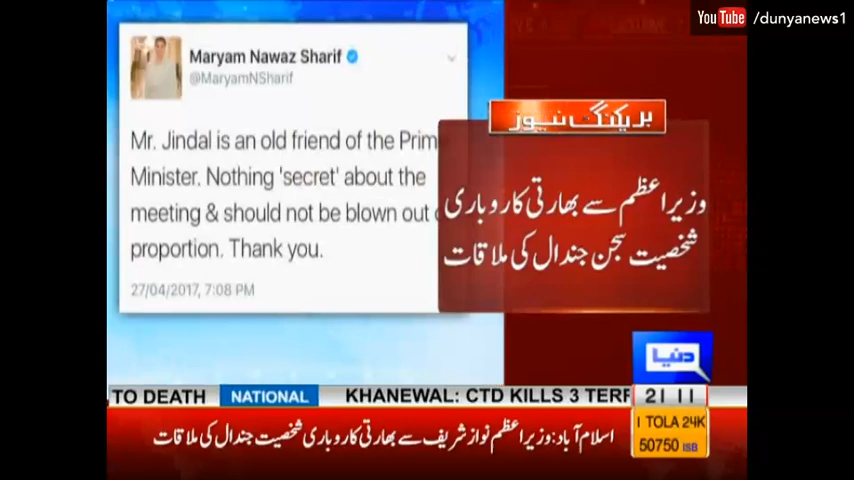 You Tube /dunyanews1
Maryam Nawaz Sharif
@MaryamNSharif
Mr. Jindal is an old friend of the Prim
Minister. Nothing 'secret' about the
meeting & should not be blown out
proportion. Thank you.
27/04/2017, 7:08 PM
بریکنگ نیوز
وزیراعظم سے بھارتی کاروباری
شخصیت سجن جندال کی ملاقات
دنیا
TO DEATH NATIONAL KHANEWAL: CTD KILLS 3 TERR
21 11
1 TOLA 24K
50750 ISB
اسلام آباد: وزیراعظم نواز شریف سے بھارتی کاروباری شخصیت جندال کی ملاقات